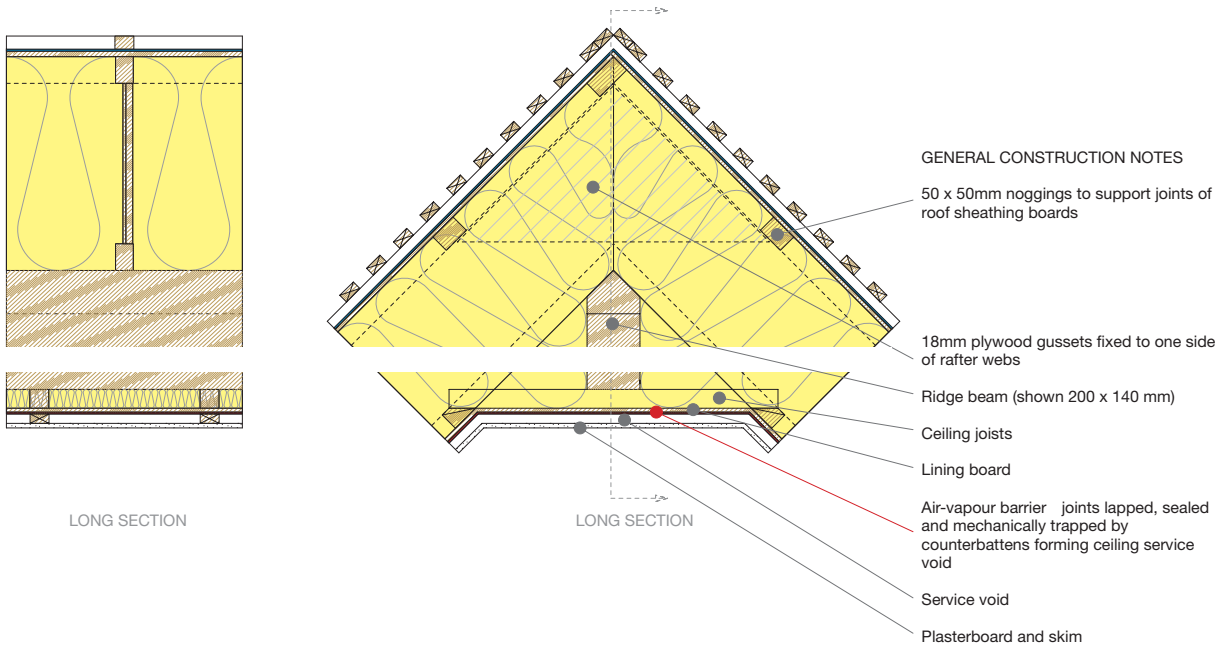 GENERAL CONSTRUCTION NOTES
50 x 50mm noggings to support joints of
roof sheathing boards
18mm plywood gussets fixed to one side
of rafter webs
Ridge beam (shown 200 x 140 mm)
Ceiling joists
Lining board
Air-vapour barrier joints lapped, sealed
and mechanically trapped by
counterbattens forming ceiling service
void
Service void
Plasterboard and skim
LONG SECTION
LONG SECTION